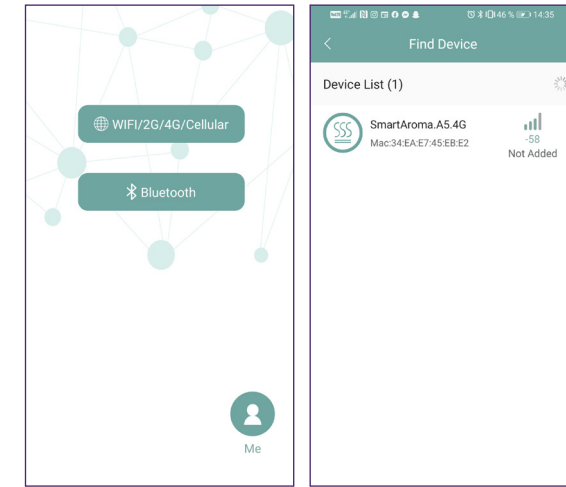 WIFI/2G/4G/Cellular
Bluetooth
Me
46 % 14:35
Find Device
Device List (1)
SmartAroma.A5.4G
Mac:34:EA:E7:45:EB:E2
-58
Not Added